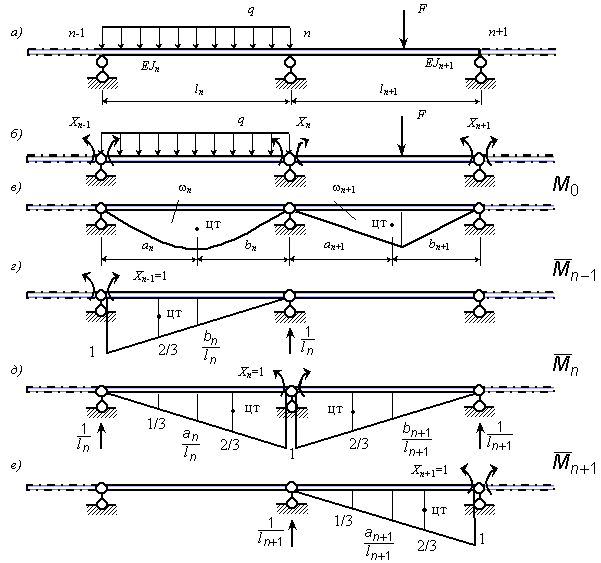 а) n-1 q n F n+1
EJn EJn+1
ln ln+1
б) Xn-1 q Xn F Xn+1
в) ωn цт ωn+1 цт M0
an bn an+1 bn+1
г) Xn-1=1 M̅n−1
цт
1 2/3 bn/ln 1/ln
д) Xn=1 M̅n
цт цт
1/ln 1/3 an/ln 2/3 1 2/3 bn+1/ln+1 1/ln+1
е) Xn+1=1 M̅n+1
цт
1/ln+1 1/3 an+1/ln+1 2/3 1